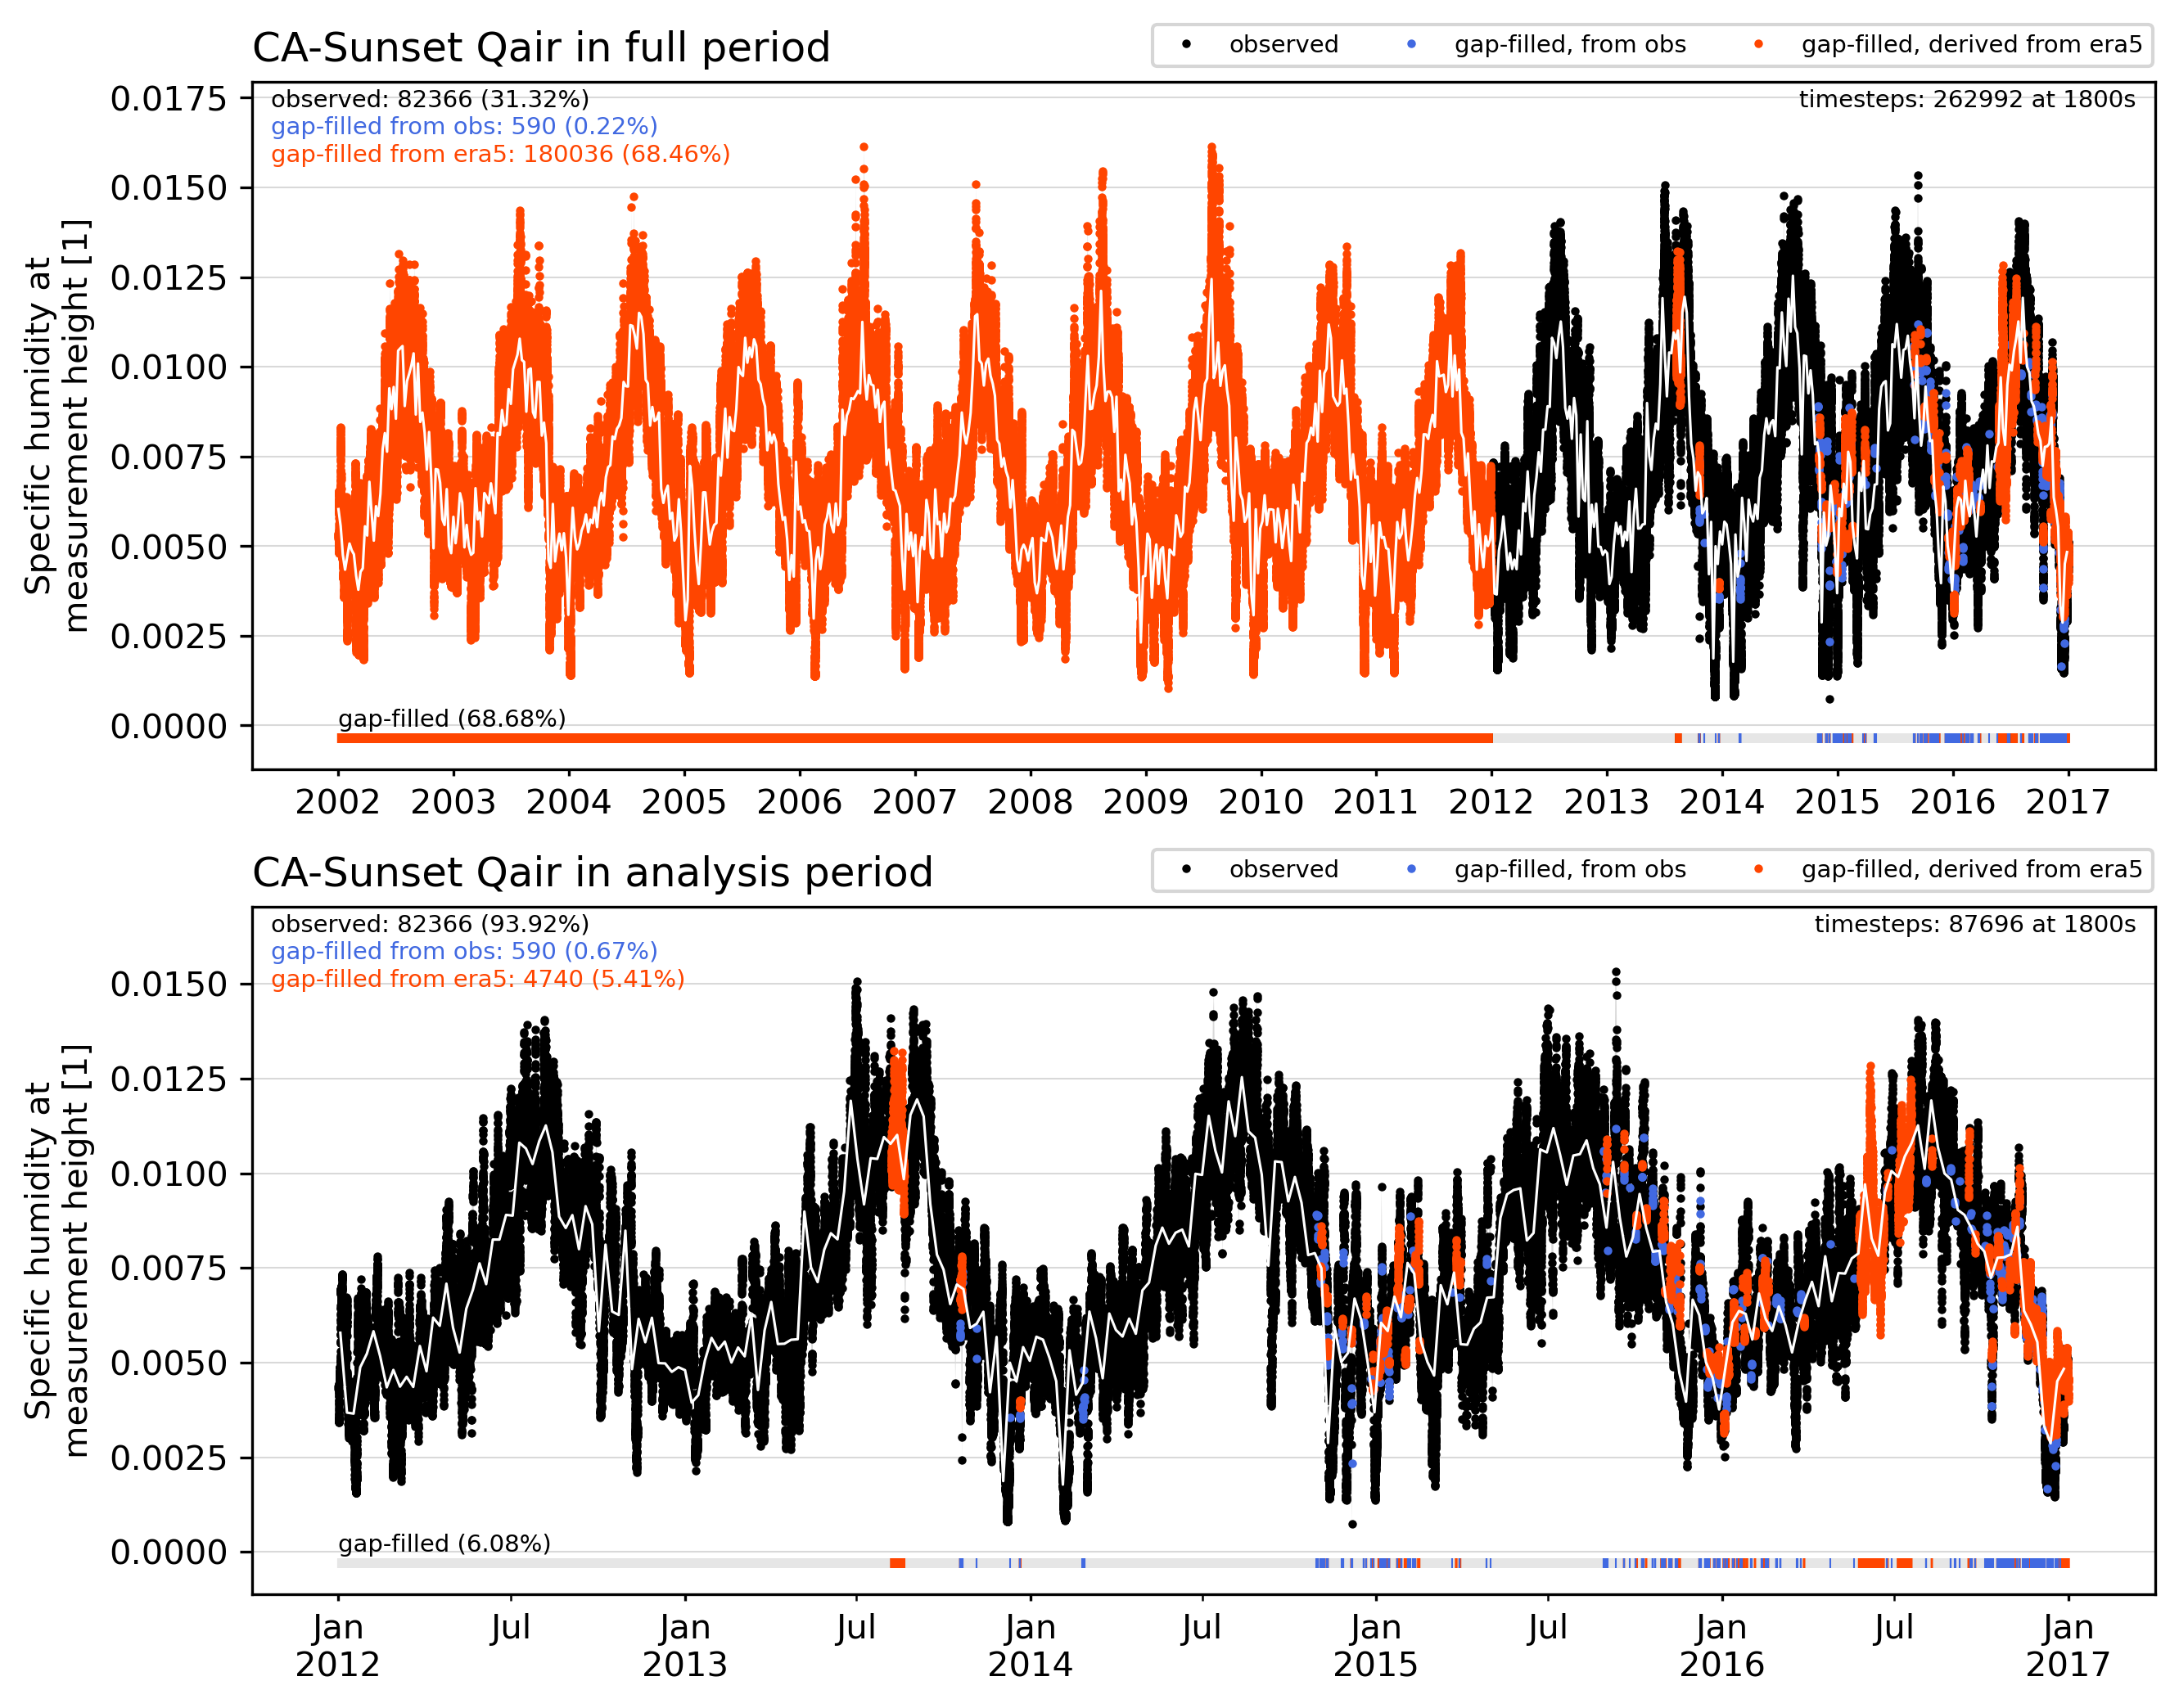 CA-Sunset Qair in full period
observed
gap-filled, from obs
gap-filled, derived from era5
observed: 82366 (31.32%)
gap-filled from obs: 590 (0.22%)
gap-filled from era5: 180036 (68.46%)
timesteps: 262992 at 1800s
Specific humidity at
measurement height [1]
0.0175
0.0150
0.0125
0.0100
0.0075
0.0050
0.0025
0.0000
gap-filled (68.68%)
2002 2003 2004 2005 2006 2007 2008 2009 2010 2011 2012 2013 2014 2015 2016 2017
CA-Sunset Qair in analysis period
observed
gap-filled, from obs
gap-filled, derived from era5
observed: 82366 (93.92%)
gap-filled from obs: 590 (0.67%)
gap-filled from era5: 4740 (5.41%)
timesteps: 87696 at 1800s
Specific humidity at
measurement height [1]
0.0150
0.0125
0.0100
0.0075
0.0050
0.0025
0.0000
gap-filled (6.08%)
Jan Jul Jan Jul Jan Jul Jan Jul Jan Jul Jan
2012 2013 2014 2015 2016 2017